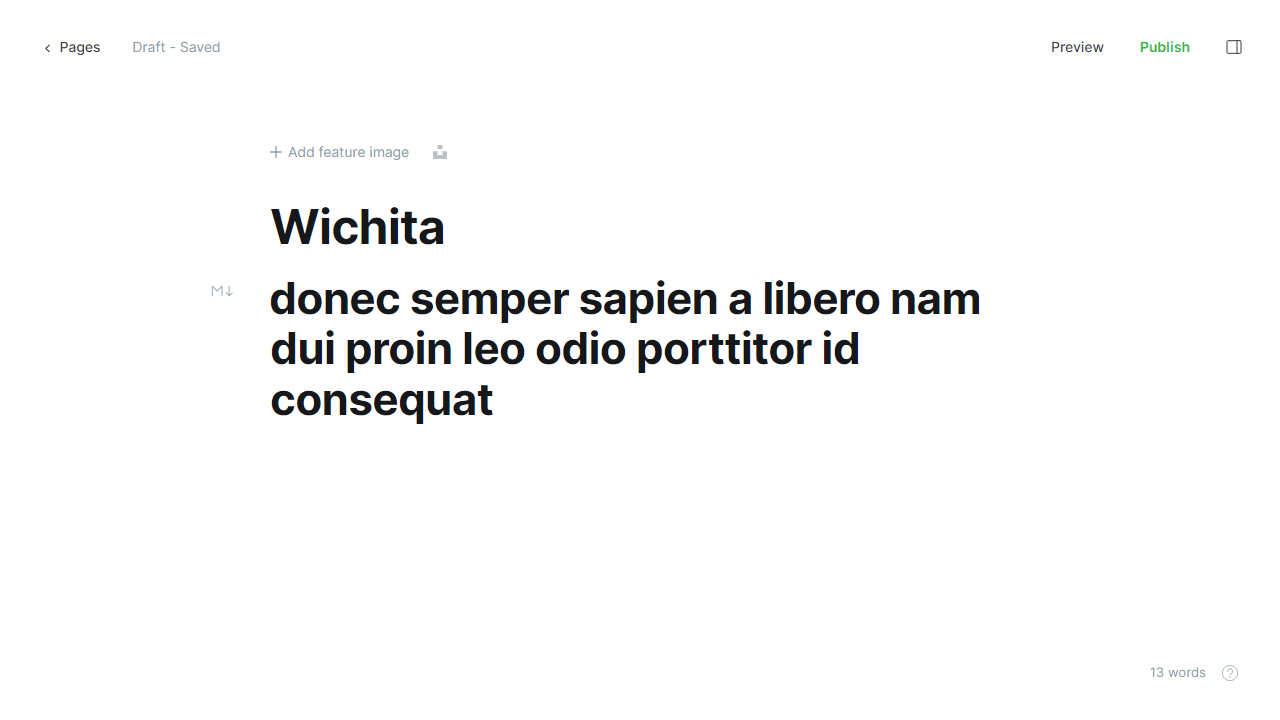 Pages
Draft - Saved
Preview
Publish
Add feature image
Wichita
donec semper sapien a libero nam
dui proin leo odio porttitor id
consequat
13 words